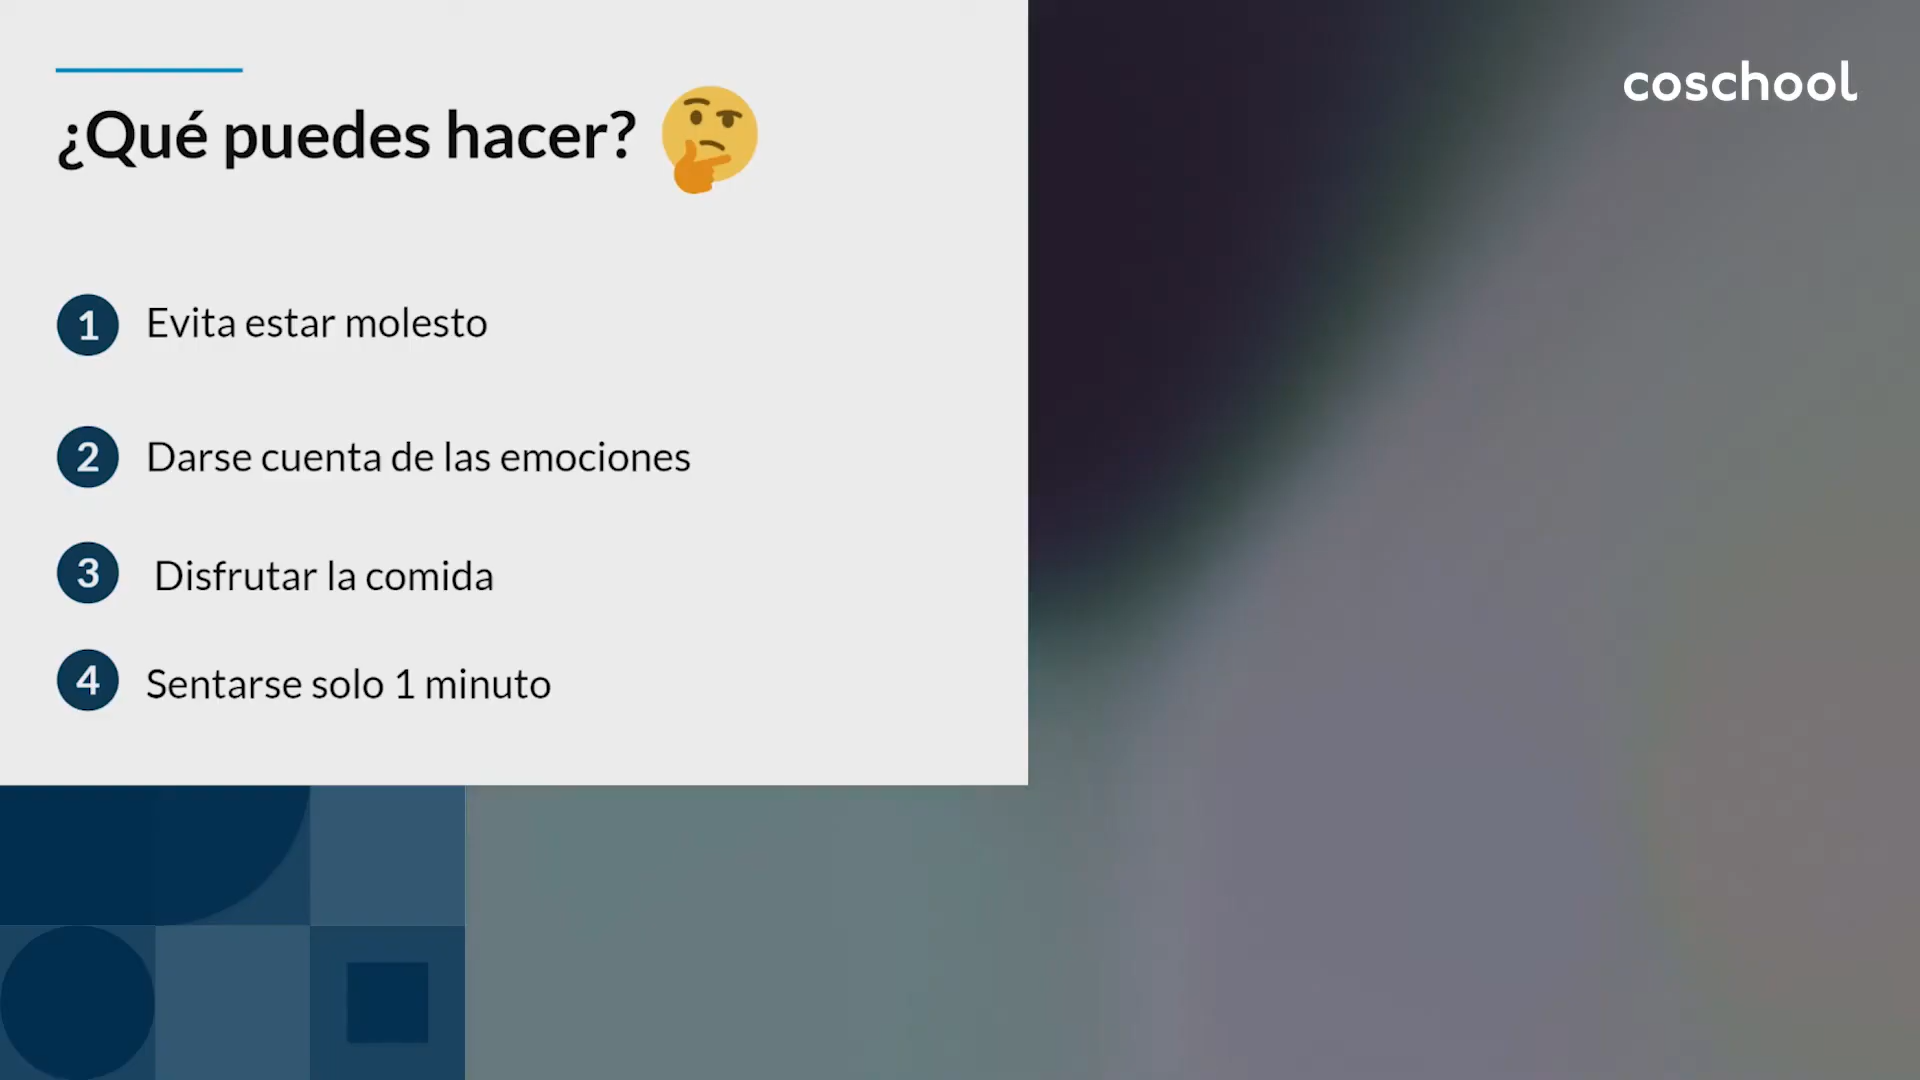 coschool
¿Qué puedes hacer?
1 Evita estar molesto
2 Darse cuenta de las emociones
3 Disfrutar la comida
4 Sentarse solo 1 minuto